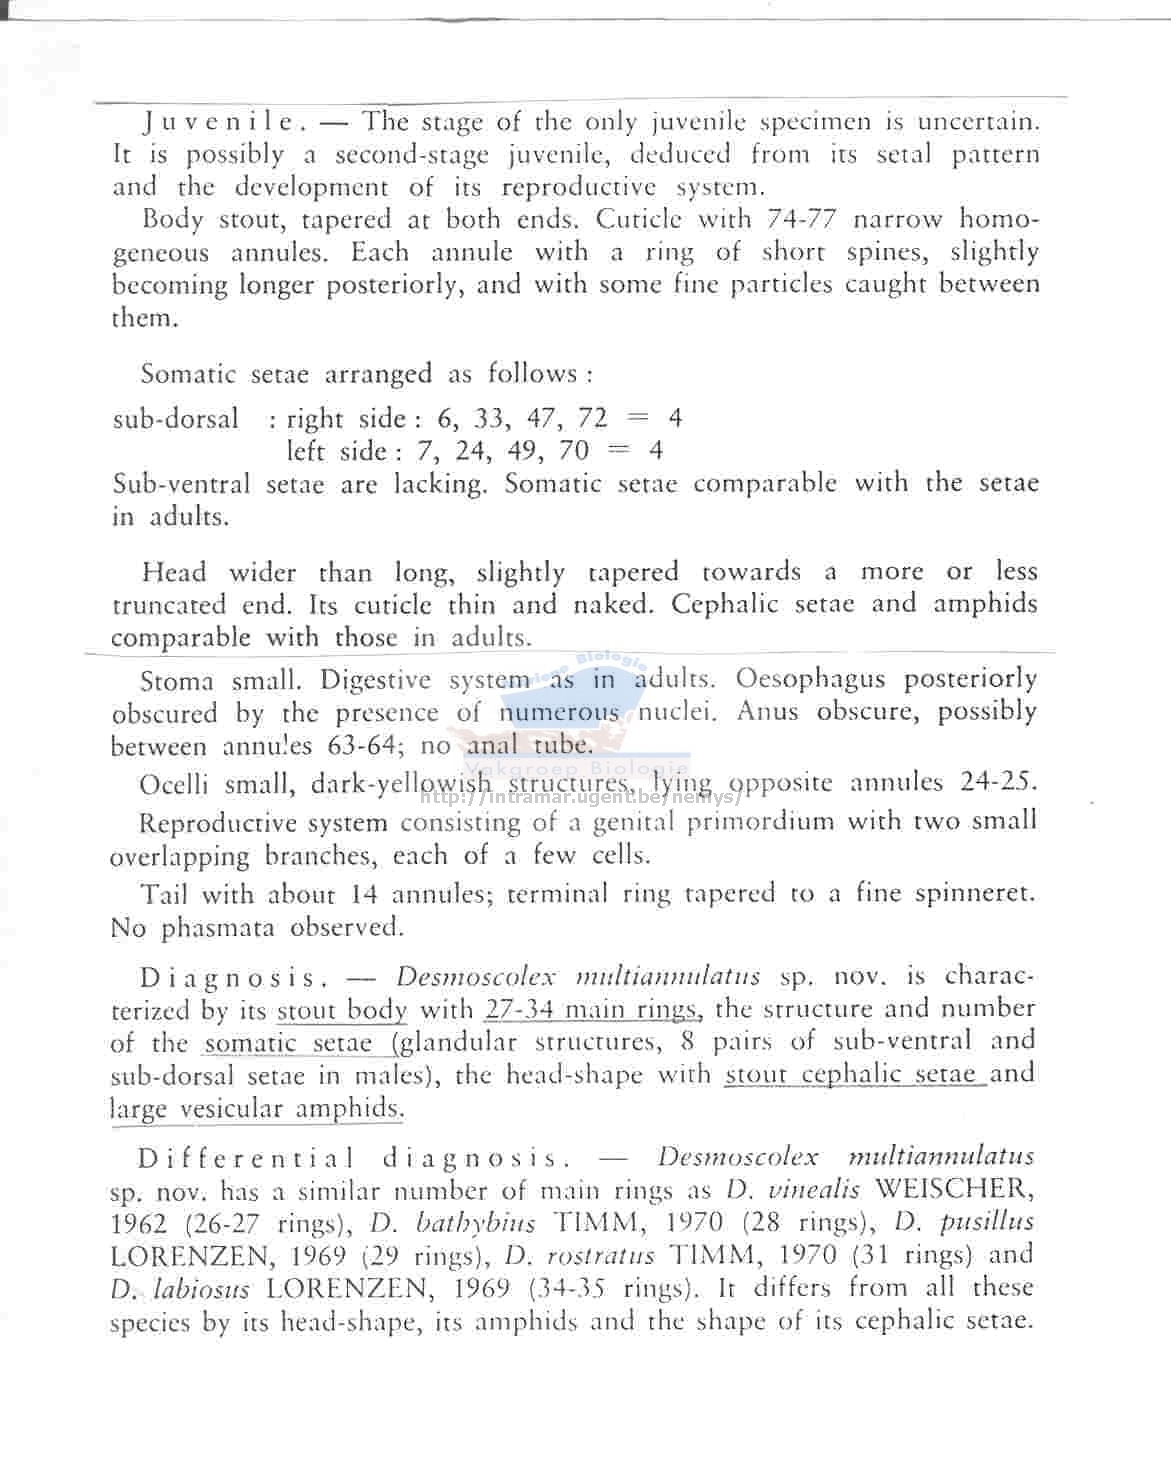 Juvenile. — The stage of the only juvenile specimen is uncertain.
It is possibly a second-stage juvenile, deduced from its setal pattern
and the development of its reproductive system.
Body stout, tapered at both ends. Cuticle with 74-77 narrow homo-
geneous annules. Each annule with a ring of short spines, slightly
becoming longer posteriorly, and with some fine particles caught between
them.
Somatic setae arranged as follows :
sub-dorsal : right side : 6, 33, 47, 72 = 4
left side : 7, 24, 49, 70 = 4
Sub-ventral setae are lacking. Somatic setae comparable with the setae
in adults.
Head wider than long, slightly tapered towards a more or less
truncated end. Its cuticle thin and naked. Cephalic setae and amphids
comparable with those in adults.
Biologie
Stoma small. Digestive system as in adults. Oesophagus posteriorly
obscured by the presence of numerous nuclei. Anus obscure, possibly
between annules 63-64; no anal tube.
Vakgroep Biologie
Ocelli small, dark-yellowish structures, lying opposite annules 24-25.
http://intramar.ugent.be/nemys/
Reproductive system consisting of a genital primordium with two small
overlapping branches, each of a few cells.
Tail with about 14 annules; terminal ring tapered to a fine spinneret.
No phasmata observed.
Diagnosis. — Desmoscolex multiannulatus sp. nov. is charac-
terized by its stout body with 27-34 main rings, the structure and number
of the somatic setae (glandular structures, 8 pairs of sub-ventral and
sub-dorsal setae in males), the head-shape with stout cephalic setae and
large vesicular amphids.
Differential diagnosis. — Desmoscolex multiannulatus
sp. nov. has a similar number of main rings as D. vinealis WEISCHER,
1962 (26-27 rings), D. bathybius TIMM, 1970 (28 rings), D. pusillus
LORENZEN, 1969 (29 rings), D. rostratus TIMM, 1970 (31 rings) and
D. labiosus LORENZEN, 1969 (34-35 rings). It differs from all these
species by its head-shape, its amphids and the shape of its cephalic setae.